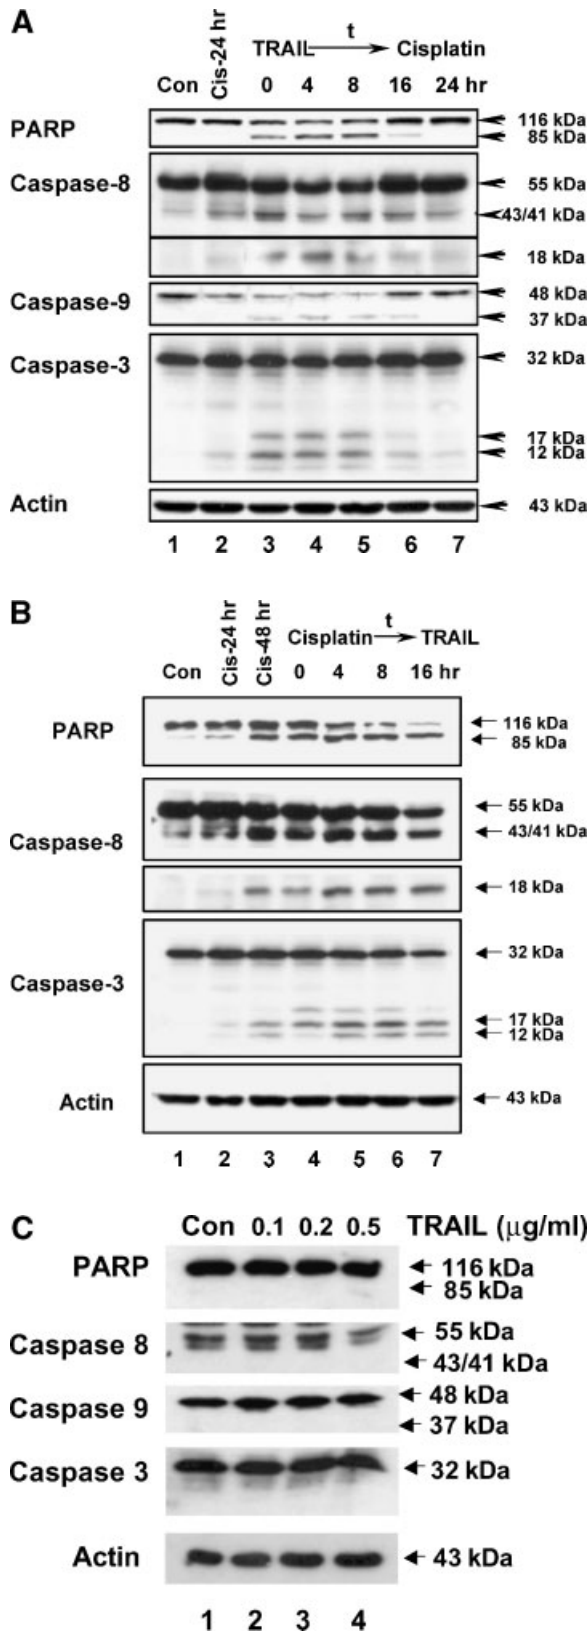 A
Cis-24 hr
t
TRAIL Cisplatin
Con 0 4 8 16 24 hr
PARP
116 kDa
85 kDa
Caspase-8
55 kDa
43/41 kDa
18 kDa
Caspase-9
48 kDa
37 kDa
Caspase-3
32 kDa
17 kDa
12 kDa
Actin
43 kDa
1 2 3 4 5 6 7
B
Cis-24 hr
Cis-48 hr
t
Cisplatin TRAIL
Con 0 4 8 16 hr
PARP
116 kDa
85 kDa
Caspase-8
55 kDa
43/41 kDa
18 kDa
Caspase-3
32 kDa
17 kDa
12 kDa
Actin
43 kDa
1 2 3 4 5 6 7
C
Con 0.1 0.2 0.5 TRAIL (μg/ml)
PARP
116 kDa
85 kDa
Caspase 8
55 kDa
43/41 kDa
Caspase 9
48 kDa
37 kDa
Caspase 3
32 kDa
Actin
43 kDa
1 2 3 4